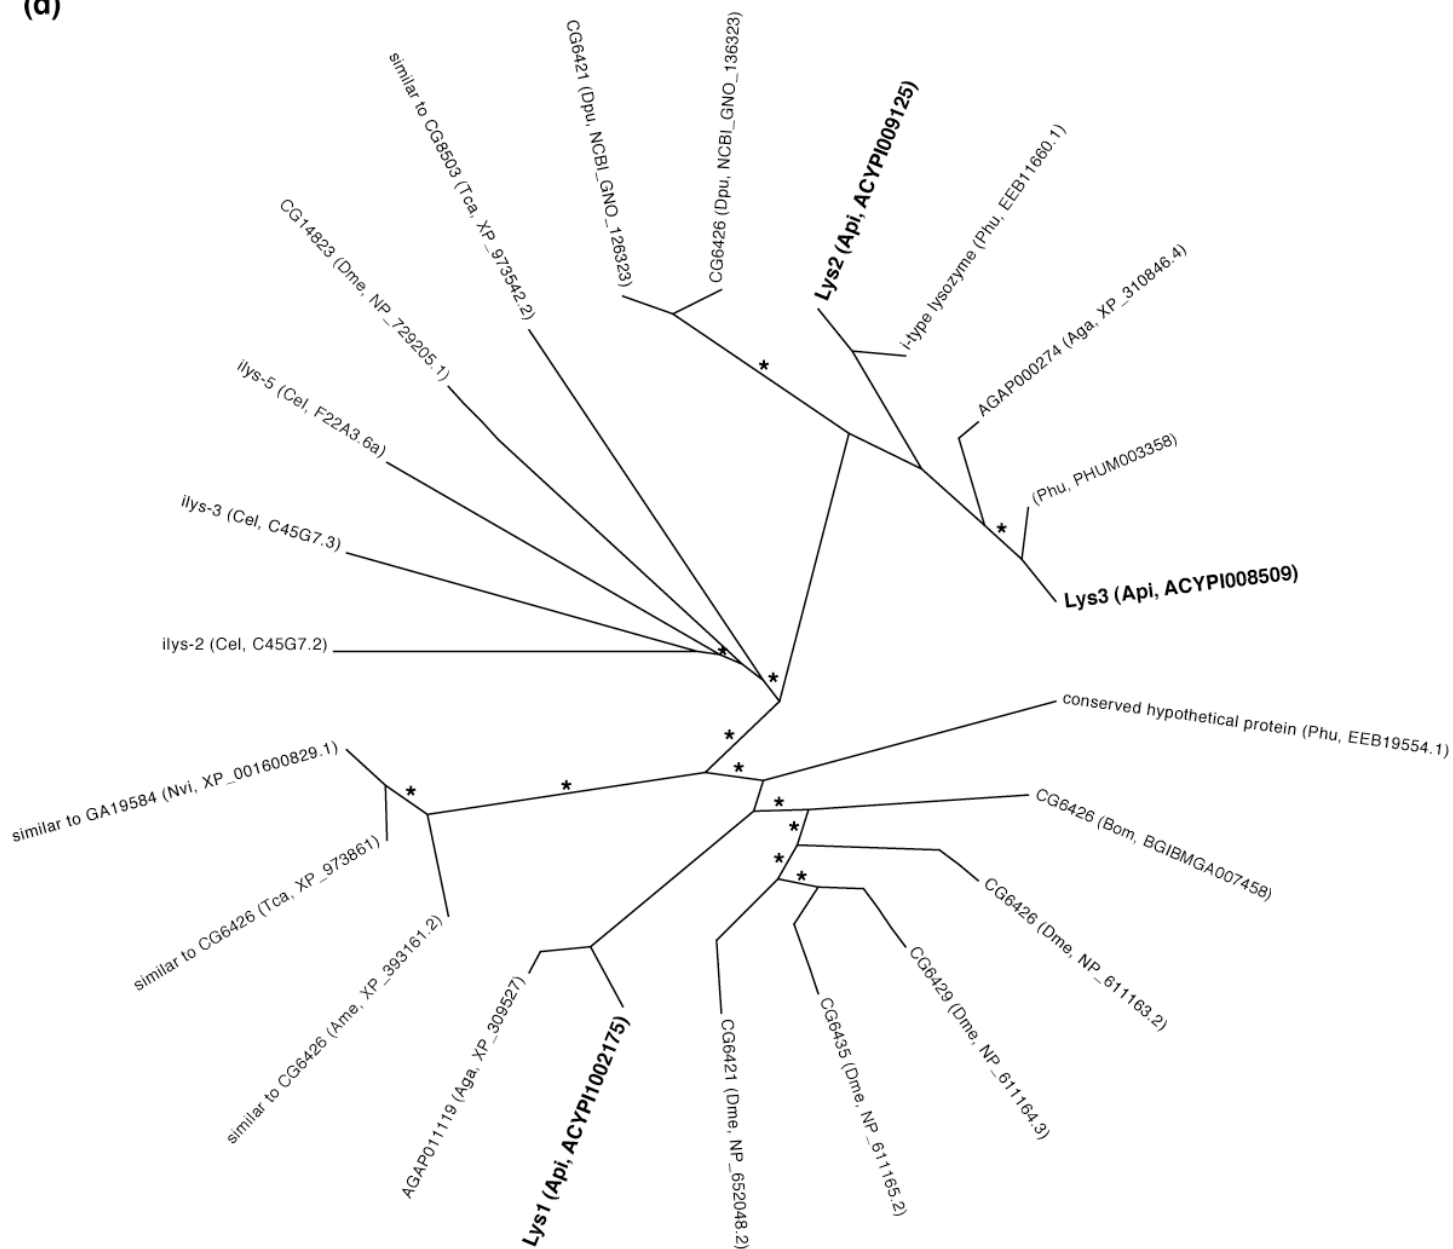 (d)
CG6421 (Dpu, NCBI_GNO_126323)
CG6426 (Dpu, NCBI_GNO_136323)
similar to CG8503 (Tca, XP_973542.2)
Lys2 (Api, ACYPI009125)
i-type lysozyme (Phu, EEB11660.1)
CG14823 (Dme, NP_729205.1)
AGAP000274 (Aga, XP_310846.4)
ilys-5 (Cel, F22A3.6a)
(Phu, PHUM003358)
*
ilys-3 (Cel, C45G7.3)
*
Lys3 (Api, ACYPI008509)
ilys-2 (Cel, C45G7.2)
*
*
conserved hypothetical protein (Phu, EEB19554.1)
*
similar to GA19584 (Nvi, XP_001600829.1)
*
*
*
*
CG6426 (Bom, BGIBMGA007458)
*
similar to CG6426 (Tca, XP_973861)
*
*
CG6426 (Dme, NP_611163.2)
similar to CG6426 (Ame, XP_393161.2)
CG6429 (Dme, NP_611164.3)
AGAP011119 (Aga, XP_309527)
CG6435 (Dme, NP_611165.2)
Lys1 (Api, ACYPI1002175)
CG6421 (Dme, NP_652048.2)